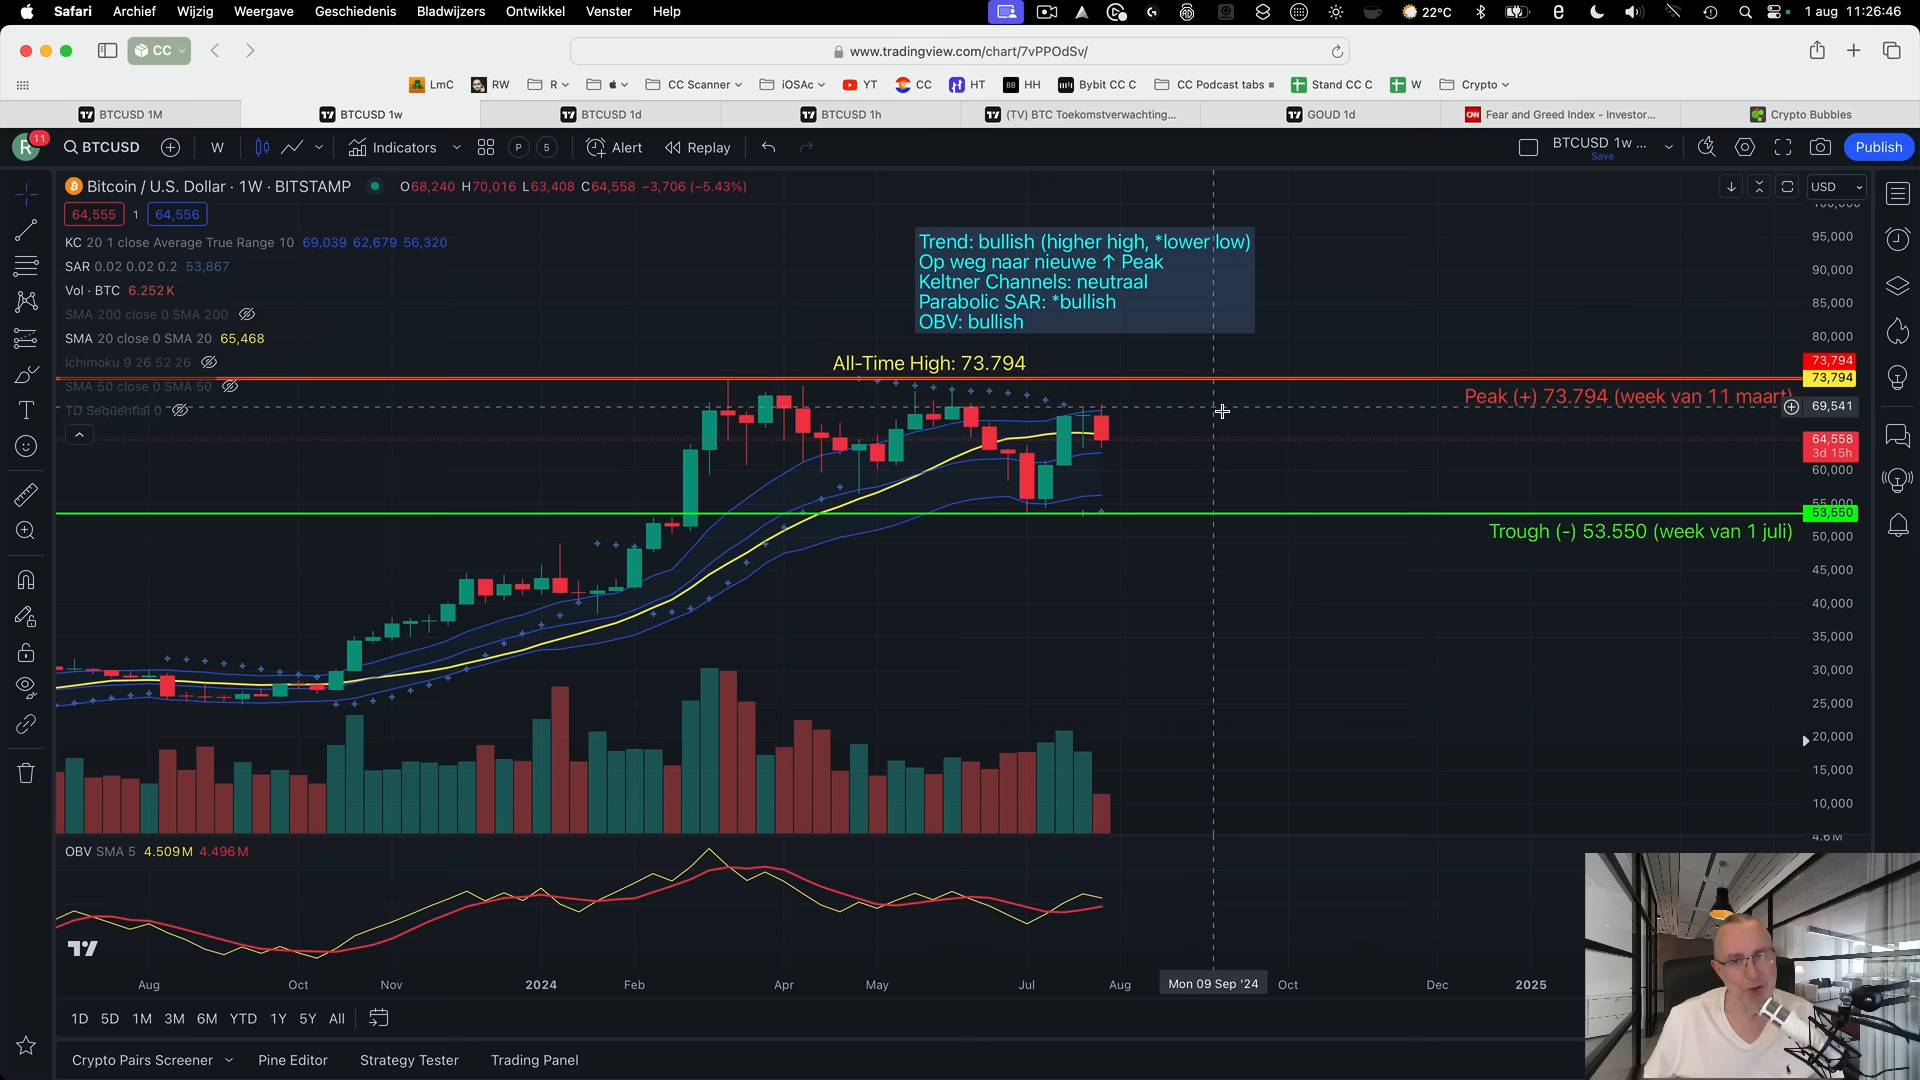 Safari Archief Wijzig Weergave Geschiedenis Bladwijzers Ontwikkel Venster Help
22°C 1 aug 11:26:46
CC www.tradingview.com/chart/7vPPOdSv/
LmC RW R CC Scanner iOSAc YT CC HT HH Bybit CC C CC Podcast tabs Stand CC C W Crypto
BTCUSD 1M BTCUSD 1w BTCUSD 1d BTCUSD 1h (TV) BTC Toekomstverwachting... GOUD 1d Fear and Greed Index - Investor... Crypto Bubbles
R 11 BTCUSD W Indicators P 5 Alert Replay BTCUSD 1w ... Save Publish
Bitcoin / U.S. Dollar · 1W · BITSTAMP O68,240 H70,016 L63,408 C64,558 −3,706 (−5.43%) USD
64,555 1 64,556
KC 20 1 close Average True Range 10 69,039 62,679 56,320
SAR 0.02 0.02 0.2 53,867
Vol · BTC 6.252K
SMA 200 close 0 SMA 200
SMA 20 close 0 SMA 20 65,468
Ichimoku 9 26 52 26
SMA 50 close 0 SMA 50
TD Sequential 0
Trend: bullish (higher high, *lower low)
Op weg naar nieuwe ↑ Peak
Keltner Channels: neutraal
Parabolic SAR: *bullish
OBV: bullish
All-Time High: 73.794
Peak (+) 73.794 (week van 11 maart)
Trough (-) 53.550 (week van 1 juli)
100,000
95,000
90,000
85,000
80,000
73,794
73,794
69,541
64,558
3d 15h
60,000
55,000
53,550
50,000
45,000
40,000
35,000
30,000
25,000
20,000
15,000
10,000
4.6M
OBV SMA 5 4.509M 4.496M
Aug Oct Nov 2024 Feb Apr May Jul Aug Mon 09 Sep '24 Oct Dec 2025
1D 5D 1M 3M 6M YTD 1Y 5Y All
Crypto Pairs Screener Pine Editor Strategy Tester Trading Panel